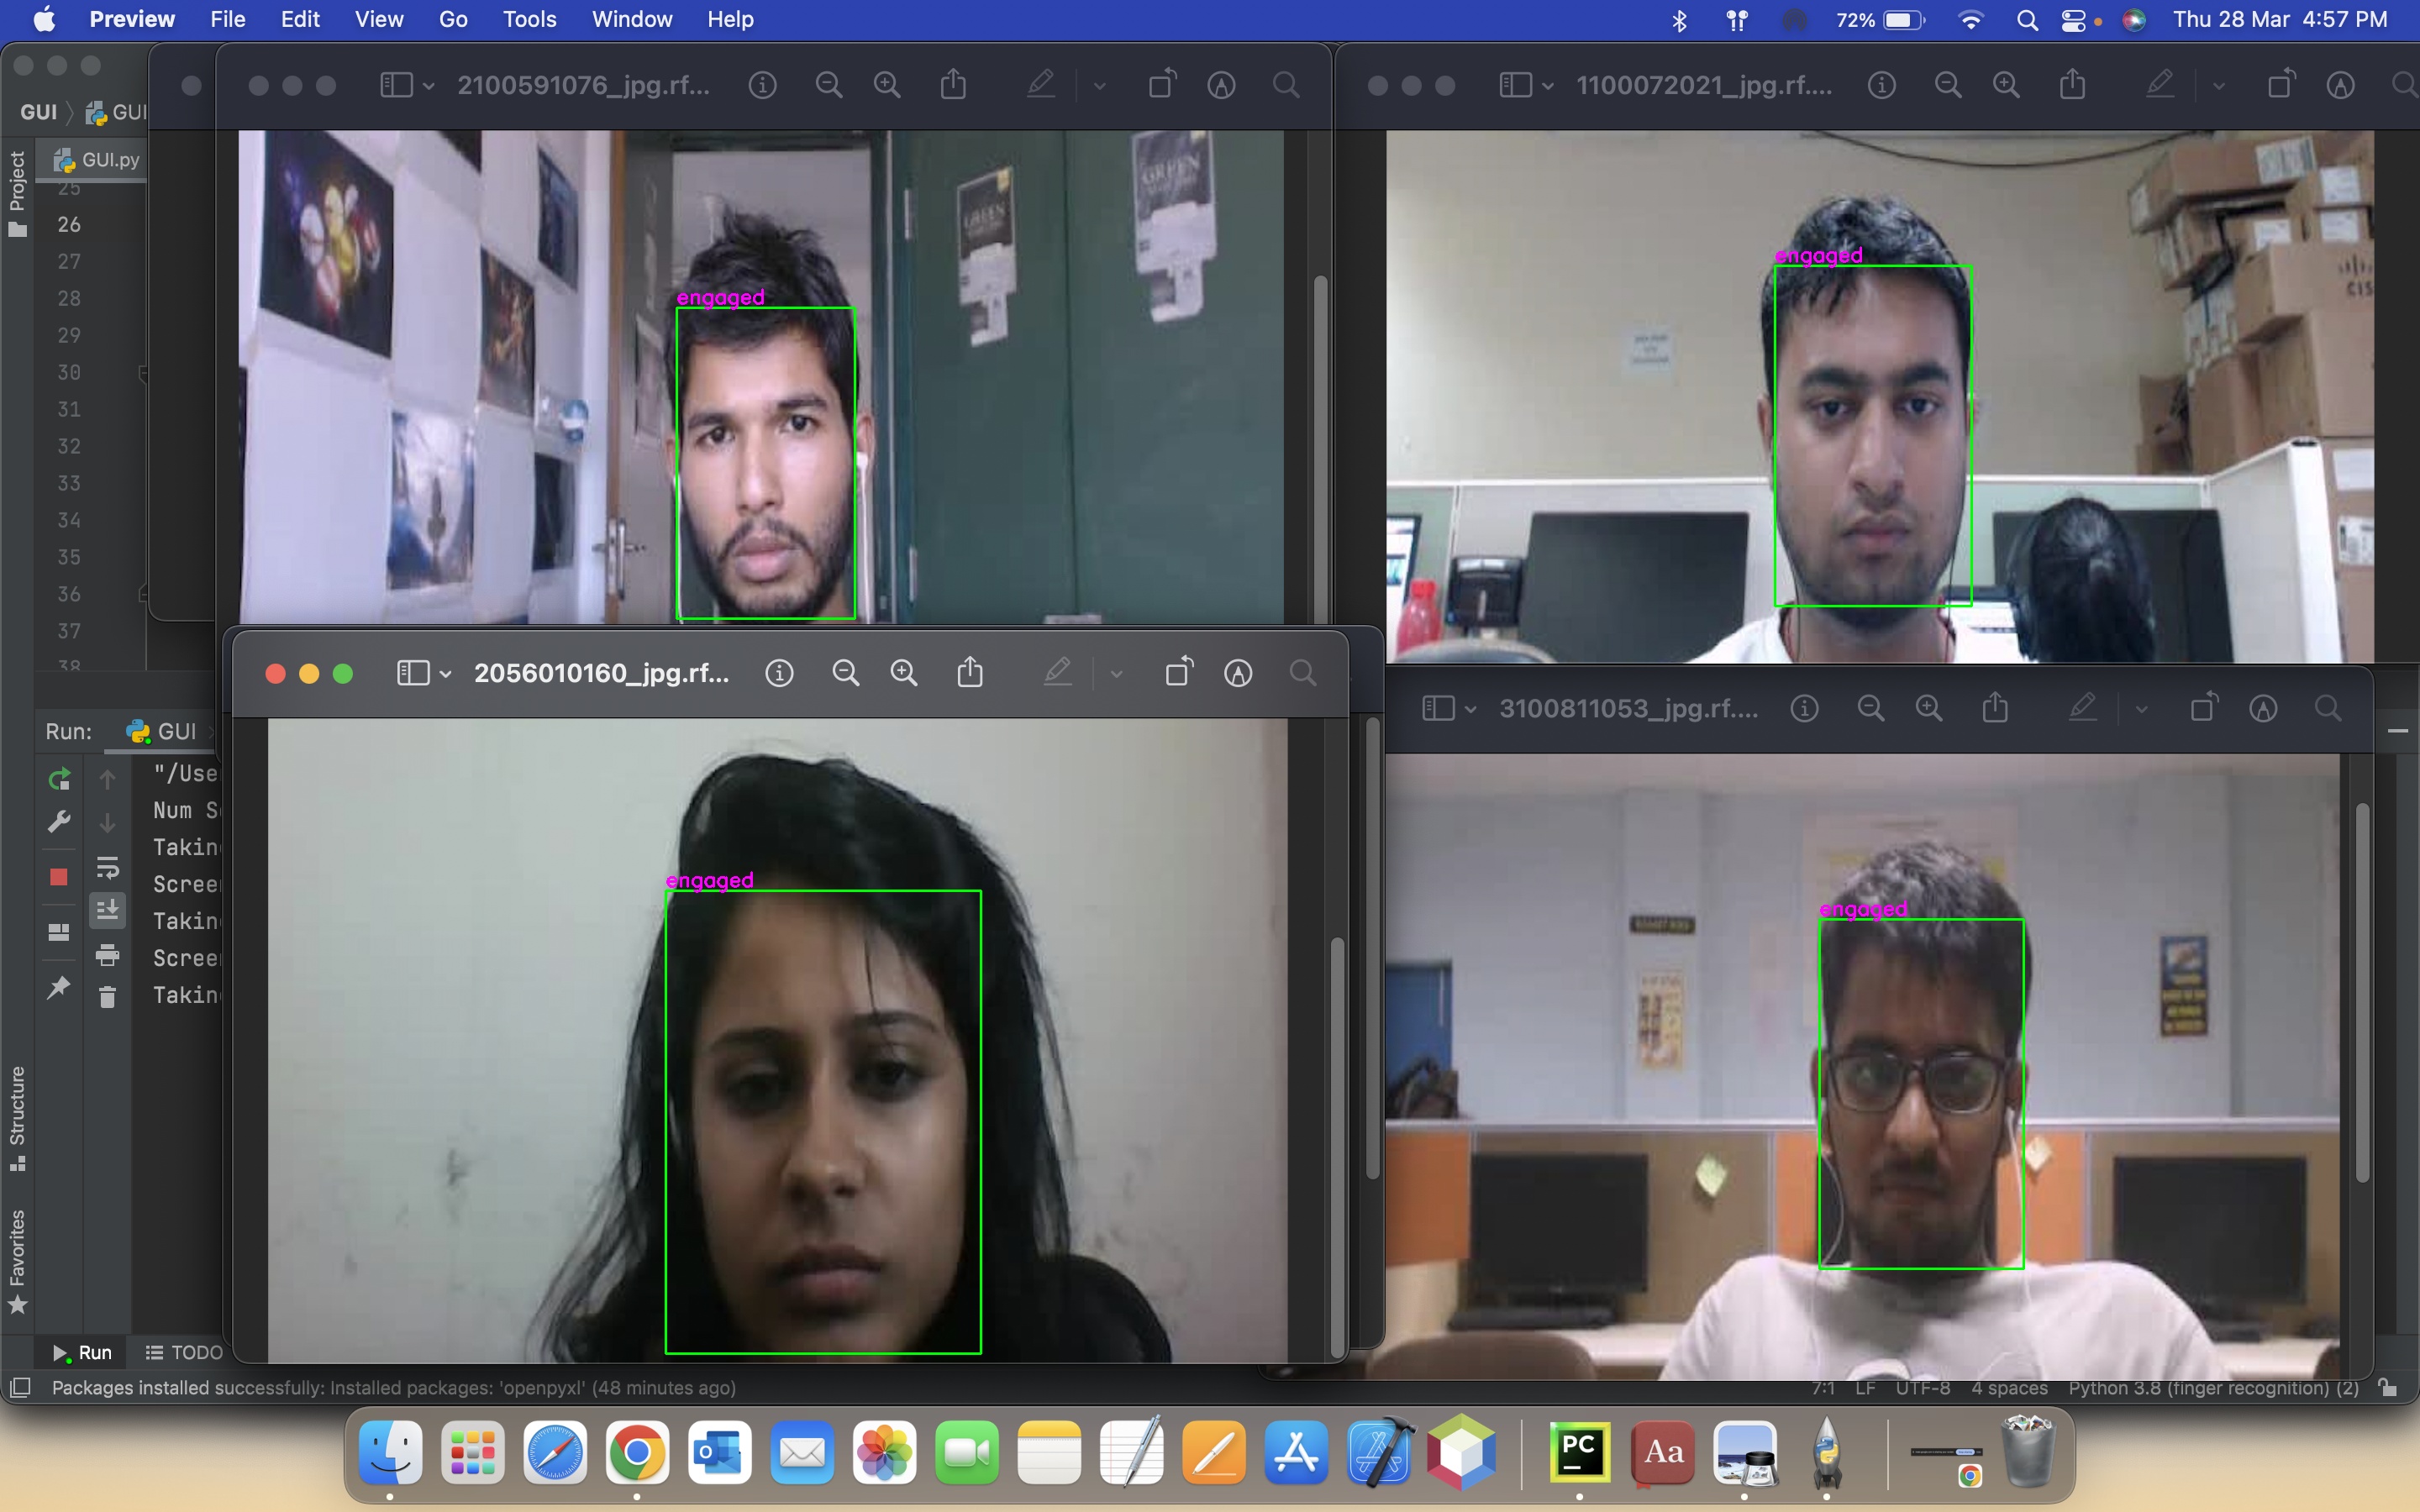 Preview File Edit View Go Tools Window Help 72% Thu 28 Mar 4:57 PM
2100591076_jpg.rf...
1100072021_jpg.rf....
GUI GUI
Project
GUI.py
25
26
27
28
29
30
31
32
33
34
35
36
37
38
GREEN
GREEN
engaged
engaged
2056010160_jpg.rf...
3100811053_jpg.rf....
Run: GUI
"/Use
Num S
Takin
Scree
Takin
Scree
Takin
engaged
engaged
Structure
Favorites
Run TODO
Packages installed successfully: Installed packages: 'openpyxl' (48 minutes ago) 7:1 LF UTF-8 4 spaces Python 3.8 (finger recognition) (2)
PC
Aa